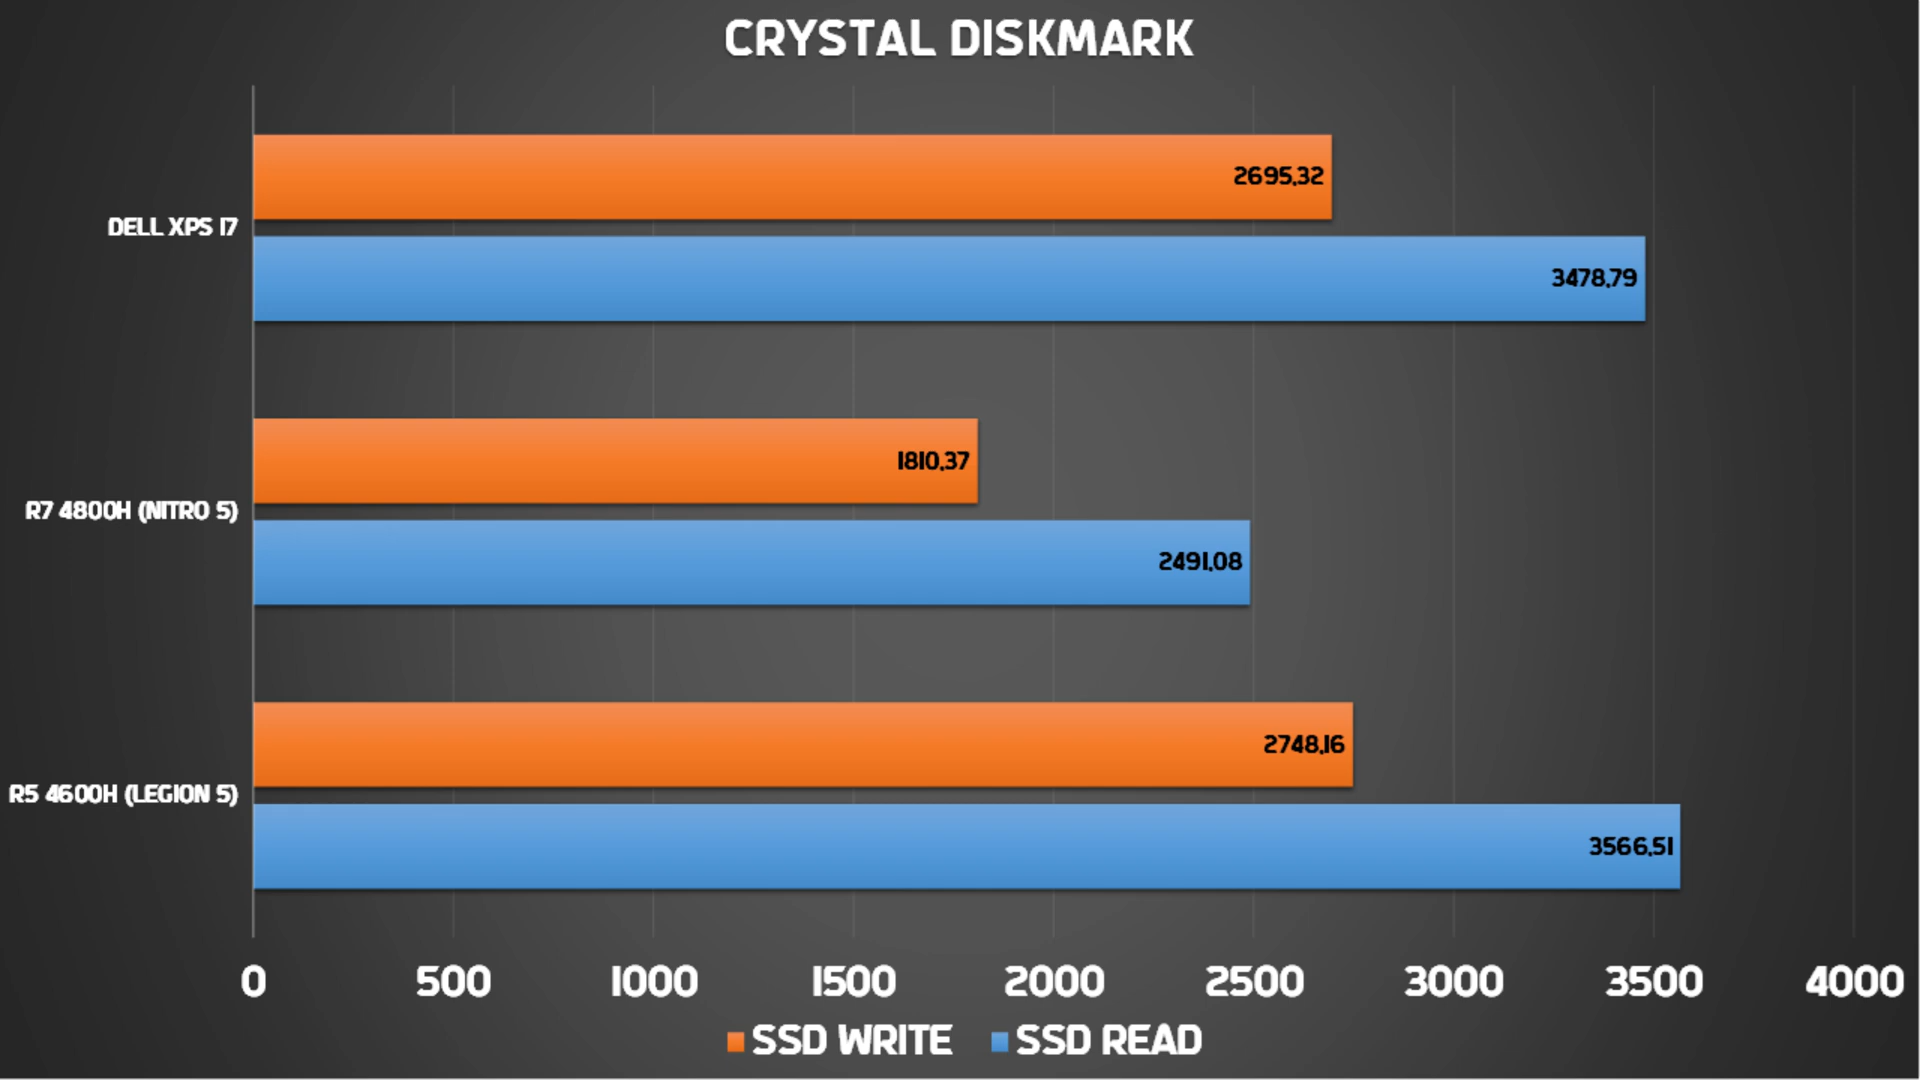 CRYSTAL DISKMARK
DELL XPS 17
2695,32
3478,79
R7 4800H (NITRO 5)
1810,37
2491,08
R5 4600H (LEGION 5)
2748,16
3566,51
0 500 1000 1500 2000 2500 3000 3500 4000
SSD WRITE SSD READ